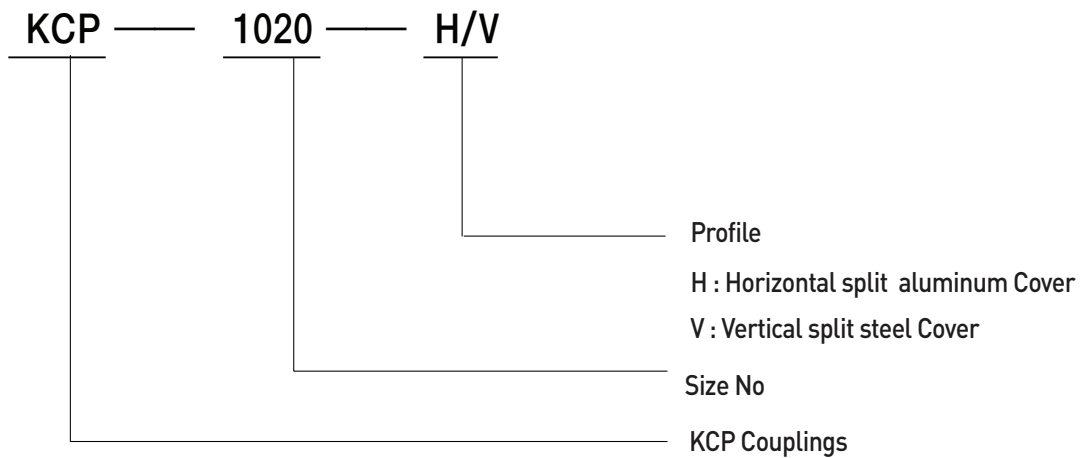 KCP — 1020 — H/V
Profile
H : Horizontal split aluminum Cover
V : Vertical split steel Cover
Size No
KCP Couplings